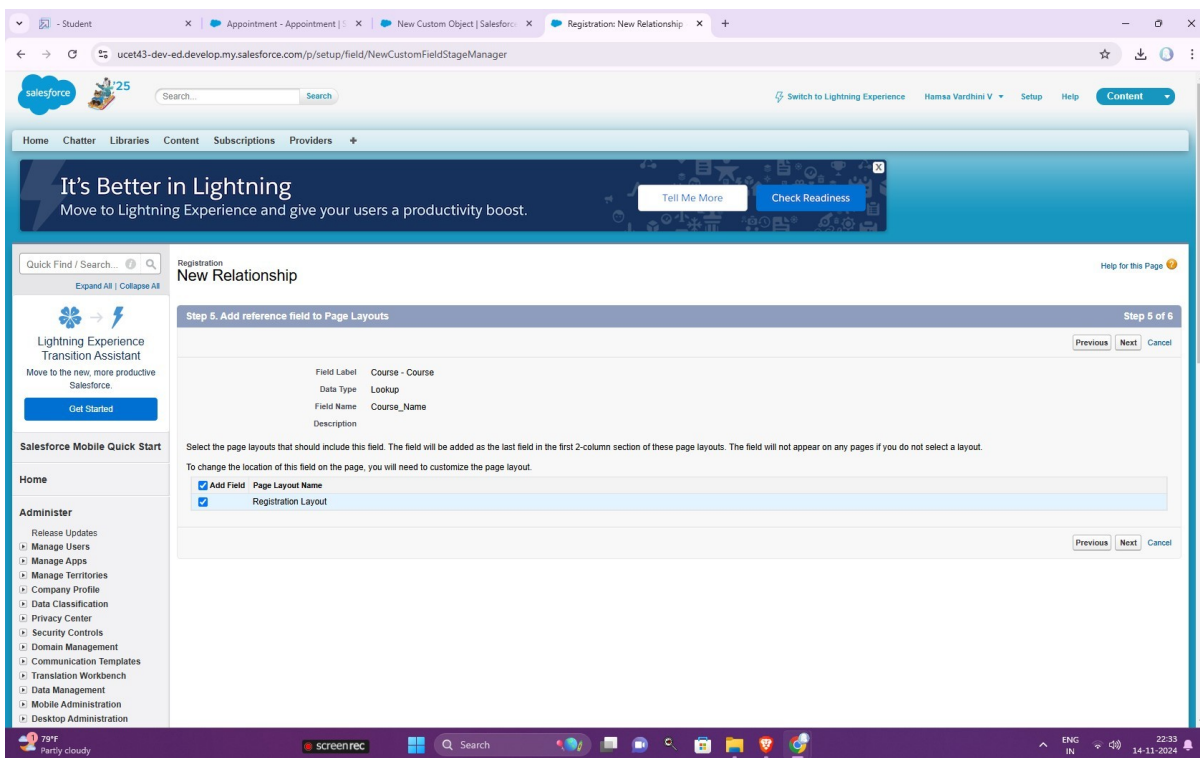 - Student
Appointment - Appointment | S
New Custom Object | Salesforc
Registration: New Relationship
ucet43-dev-ed.develop.my.salesforce.com/p/setup/field/NewCustomFieldStageManager
salesforce
'25
Search...
Search
Switch to Lightning Experience
Hamsa Vardhini V
Setup
Help
Content
Home Chatter Libraries Content Subscriptions Providers +
It's Better in Lightning
Move to Lightning Experience and give your users a productivity boost.
Tell Me More
Check Readiness
X
Quick Find / Search...
Expand All | Collapse All
Lightning Experience
Transition Assistant
Move to the new, more productive
Salesforce.
Get Started
Salesforce Mobile Quick Start
Home
Administer
Release Updates
Manage Users
Manage Apps
Manage Territories
Company Profile
Data Classification
Privacy Center
Security Controls
Domain Management
Communication Templates
Translation Workbench
Data Management
Mobile Administration
Desktop Administration
Registration
New Relationship
Help for this Page
Step 5. Add reference field to Page Layouts
Step 5 of 6
Previous Next Cancel
Field Label Course - Course
Data Type Lookup
Field Name Course_Name
Description
Select the page layouts that should include this field. The field will be added as the last field in the first 2-column section of these page layouts. The field will not appear on any pages if you do not select a layout.
To change the location of this field on the page, you will need to customize the page layout.
Add Field Page Layout Name
Registration Layout
Previous Next Cancel
1
79°F
Partly cloudy
screenrec
Search
ENG
IN
22:33
14-11-2024